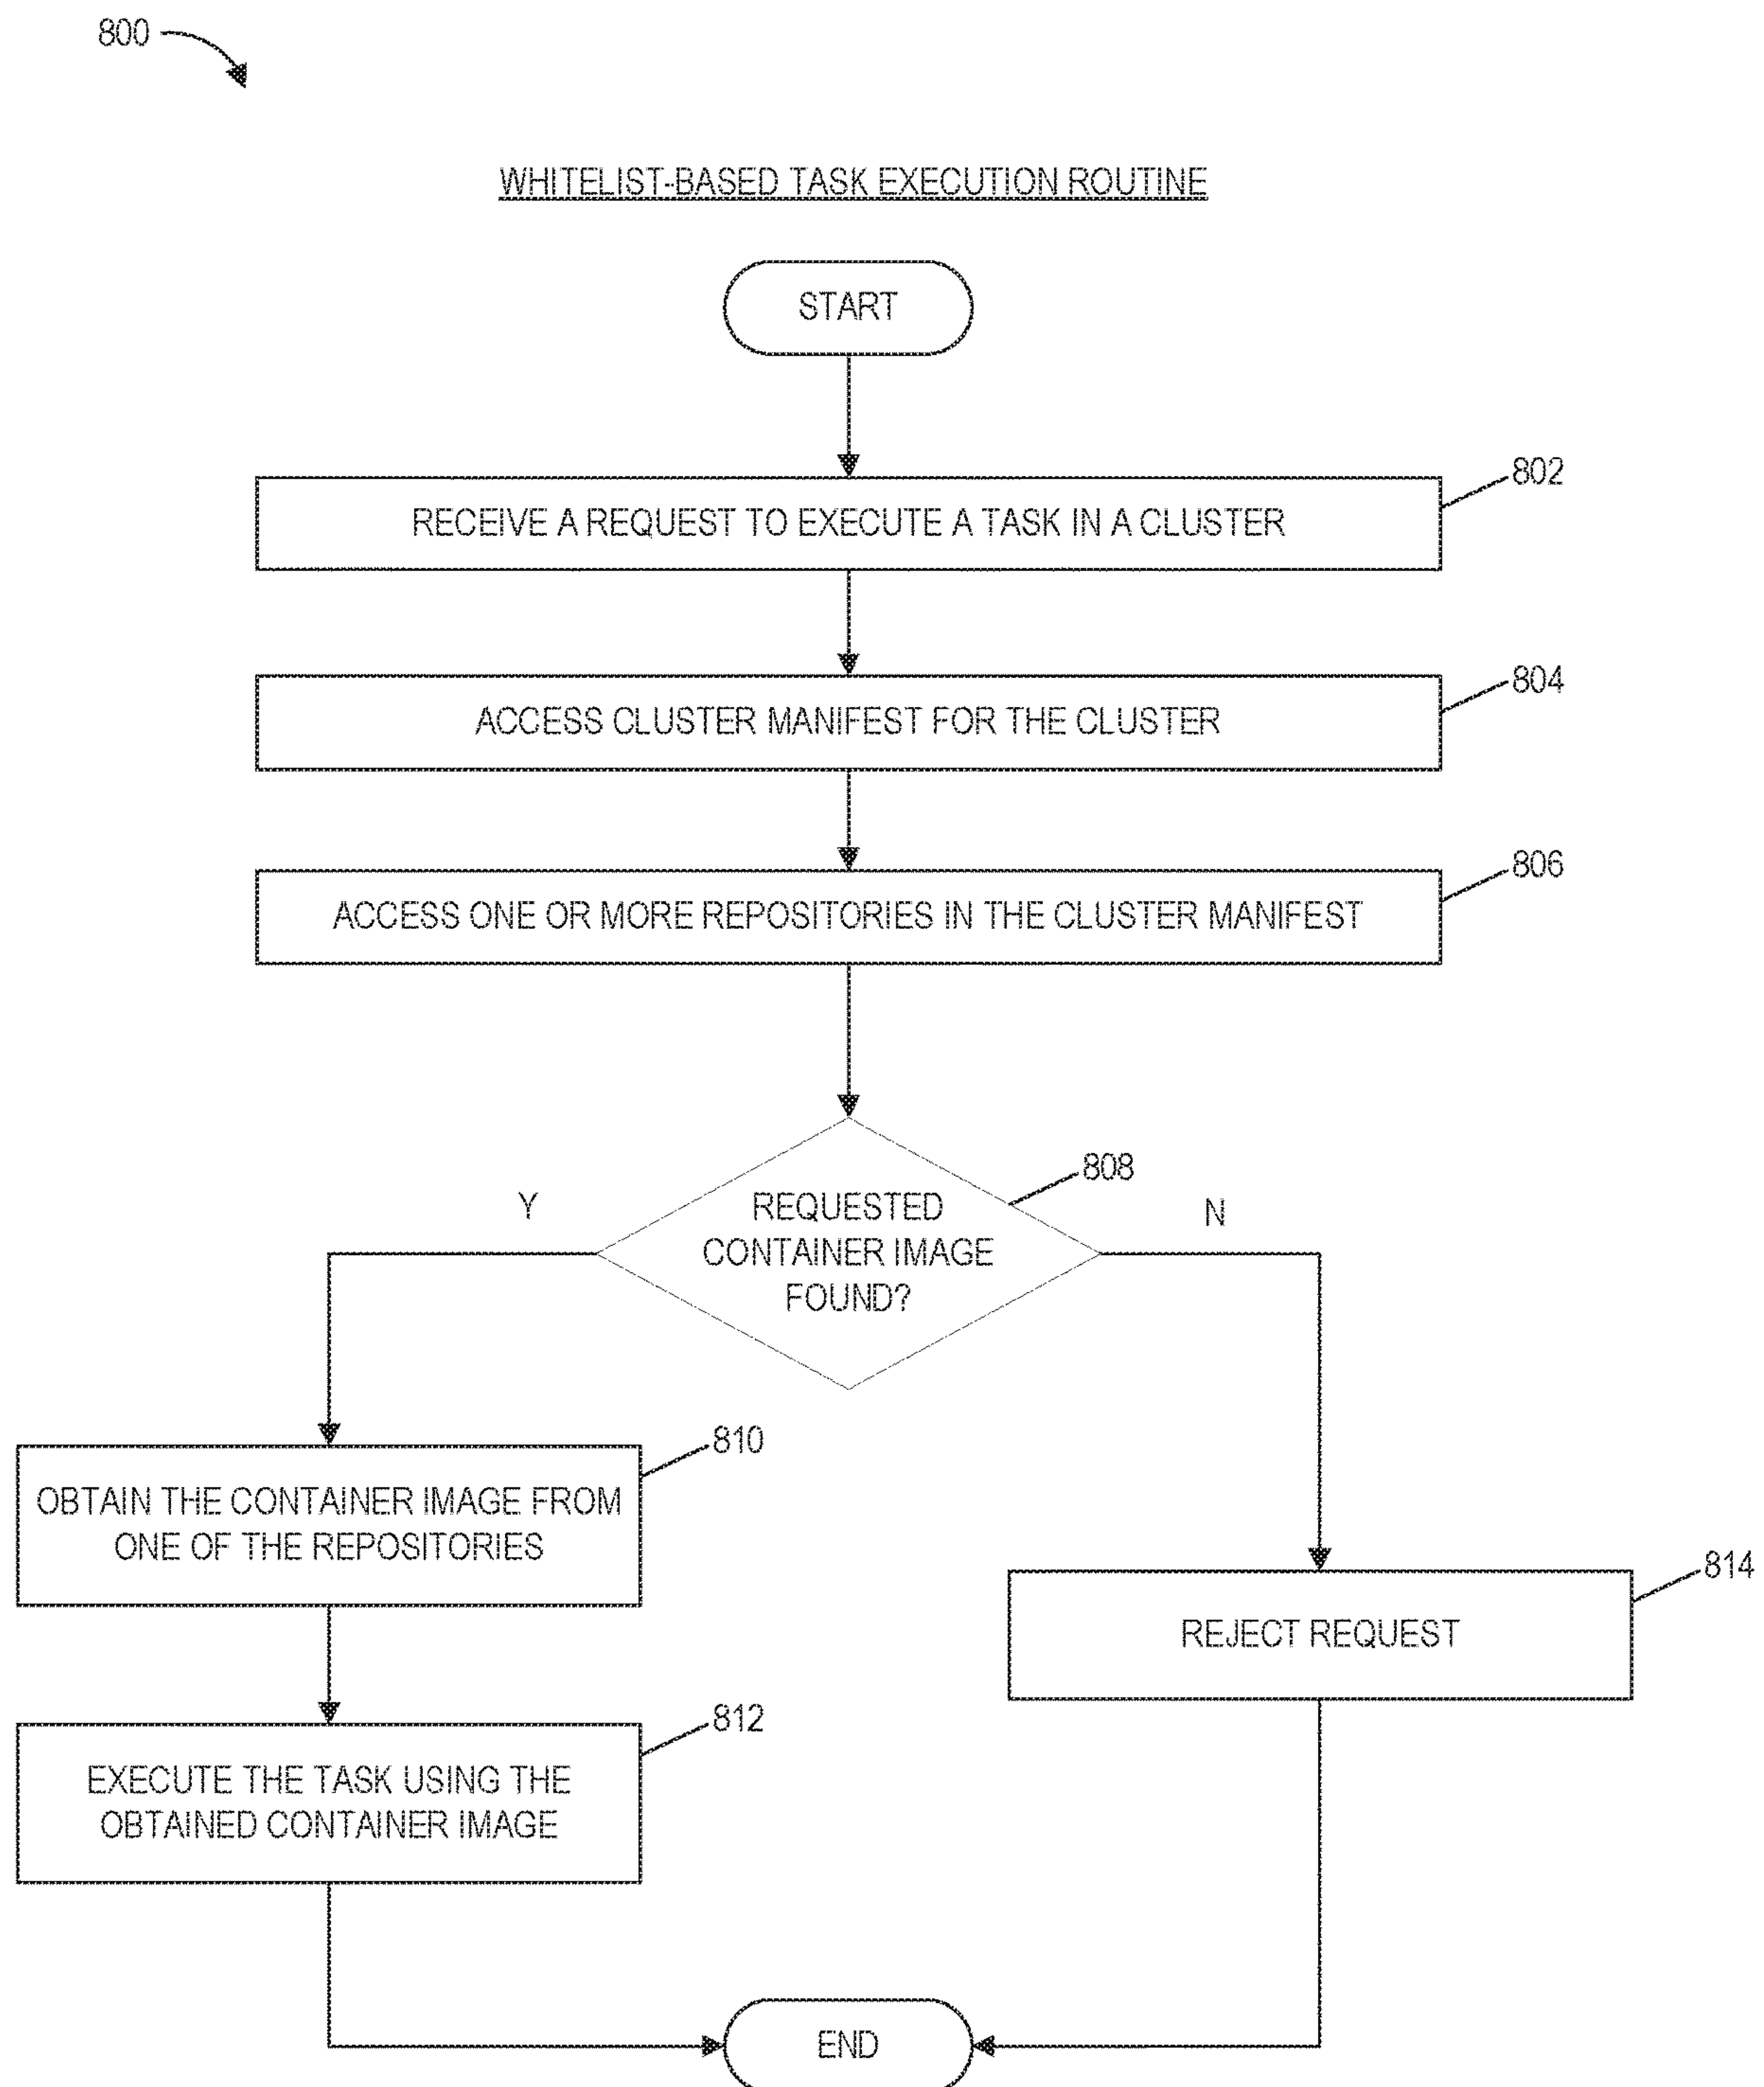 800
WHITELIST-BASED TASK EXECUTION ROUTINE
START
802
RECEIVE A REQUEST TO EXECUTE A TASK IN A CLUSTER
804
ACCESS CLUSTER MANIFEST FOR THE CLUSTER
806
ACCESS ONE OR MORE REPOSITORIES IN THE CLUSTER MANIFEST
808
Y
REQUESTED
CONTAINER IMAGE
FOUND?
N
810
OBTAIN THE CONTAINER IMAGE FROM
ONE OF THE REPOSITORIES
814
REJECT REQUEST
812
EXECUTE THE TASK USING THE
OBTAINED CONTAINER IMAGE
END